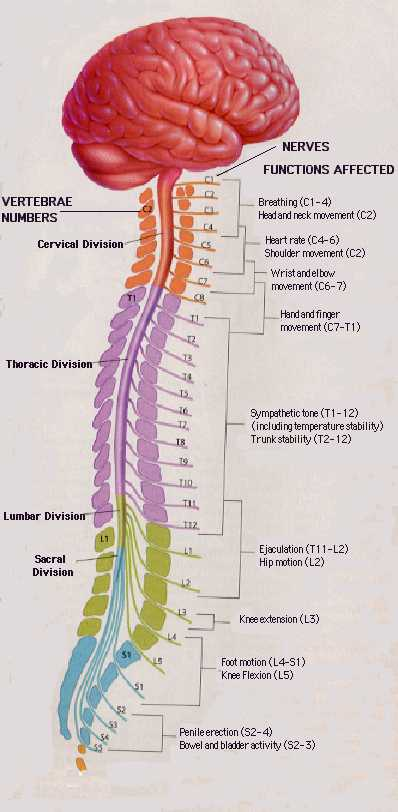 NERVES
FUNCTIONS AFFECTED
VERTEBRAE
NUMBERS
C1
C2
C2
C3
C4
C5
C6
C7
C8
Cervical Division
Breathing (C1-4)
Head and neck movement (C2)
Heart rate (C4-6)
Shoulder movement (C2)
Wrist and elbow
movement (C6-7)
Hand and finger
movement (C7-T1)
T1
T1
T2
T3
T4
T5
T6
T7
T8
T9
T10
T11
T12
Thoracic Division
Sympathetic tone (T1-12)
(including temperature stability)
Trunk stability (T2-12)
Lumbar Division
L1
L1
L2
L3
L4
L5
Ejaculation (T11-L2)
Hip motion (L2)
Sacral
Division
Knee extension (L3)
Foot motion (L4-S1)
Knee Flexion (L5)
S1
S1
S2
S3
S4
S5
Penile erection (S2-4)
Bowel and bladder activity (S2-3)